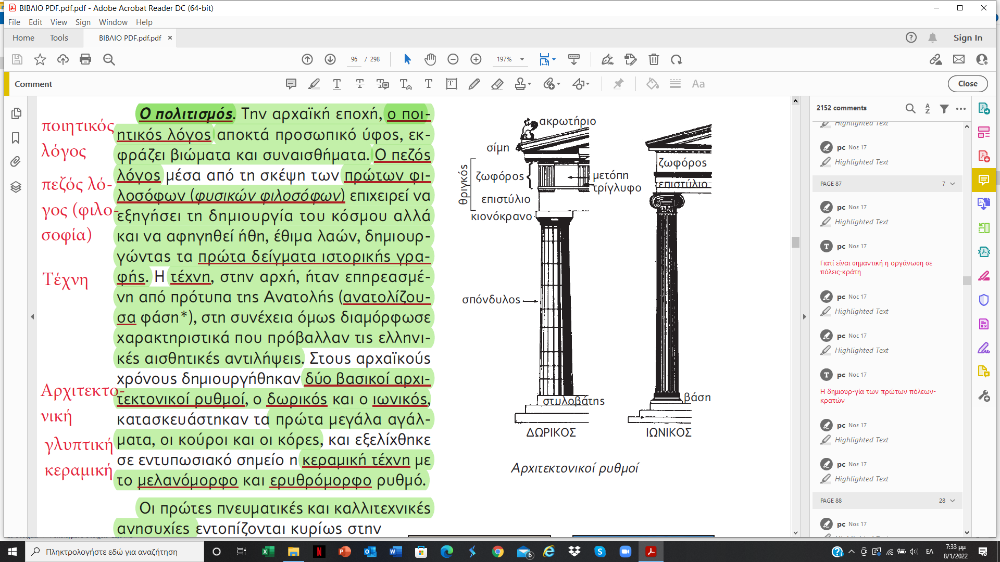 ΒΙΒΛΙΟ PDF.pdf.pdf - Adobe Acrobat Reader DC (64-bit)
File Edit View Sign Window Help
Home Tools ΒΙΒΛΙΟ PDF.pdf.pdf × Sign In
96 / 298 197%
Comment Close
ποιητικός
λόγος
πεζός λό-
γος (φιλο-
σοφία)
Τέχνη
Αρχιτεκτο-
νική
γλυπτική
κεραμική
Ο πολιτισμός. Την αρχαϊκή εποχή, ο ποι-
ητικός λόγος αποκτά προσωπικό ύφος, εκ-
φράζει βιώματα και συναισθήματα. Ο πεζός
λόγος μέσα από τη σκέψη των πρώτων φι-
λοσόφων (φυσικών φιλοσόφων) επιχειρεί να
εξηγήσει τη δημιουργία του κόσμου αλλά
και να αφηγηθεί ήθη, έθιμα λαών, δημιουρ-
γώντας τα πρώτα δείγματα ιστορικής γρα-
φής. Η τέχνη, στην αρχή, ήταν επηρεασμέ-
νη από πρότυπα της Ανατολής (ανατολίζου-
σα φάση*), στη συνέχεια όμως διαμόρφωσε
χαρακτηριστικά που πρόβαλλαν τις ελληνι-
κές αισθητικές αντιλήψεις. Στους αρχαϊκούς
χρόνους δημιουργήθηκαν δύο βασικοί αρχι-
τεκτονικοί ρυθμοί, ο δωρικός και ο ιωνικός,
κατασκευάστηκαν τα πρώτα μεγάλα αγάλ-
ματα, οι κούροι και οι κόρες, και εξελίχθηκε
σε εντυπωσιακό σημείο η κεραμική τέχνη με
το μελανόμορφο και ερυθρόμορφο ρυθμό.
Οι πρώτες πνευματικές και καλλιτεχνικές
ανησυχίες εντοπίζονται κυρίως στην
ακρωτήριο
σίμη
θριγκός
ζωφόρος
μετόπη
τρίγλυφο
επιστύλιο
κιονόκρανο
σπόνδυλος
στυλοβάτης
ΔΩΡΙΚΟΣ
ζωφόρος
επιστύλιο
βάση
ΙΩΝΙΚΟΣ
Αρχιτεκτονικοί ρυθμοί
2152 comments
Highlighted Text
pc Νοε 17
Highlighted Text
PAGE 87 7
pc Νοε 17
Highlighted Text
pc Νοε 17
Γιατί είναι σημαντική η οργάνωση σε
πόλεις-κράτη
pc Νοε 17
Highlighted Text
pc Νοε 17
Highlighted Text
pc Νοε 17
Η δημιουρ-γία των πρώτων πόλεων-
κρατών
pc Νοε 17
Highlighted Text
pc Νοε 17
Highlighted Text
PAGE 88 28
pc Νοε 17
Πληκτρολογήστε εδώ για αναζήτηση
6
ΕΛ
7:33 μμ
8/1/2022